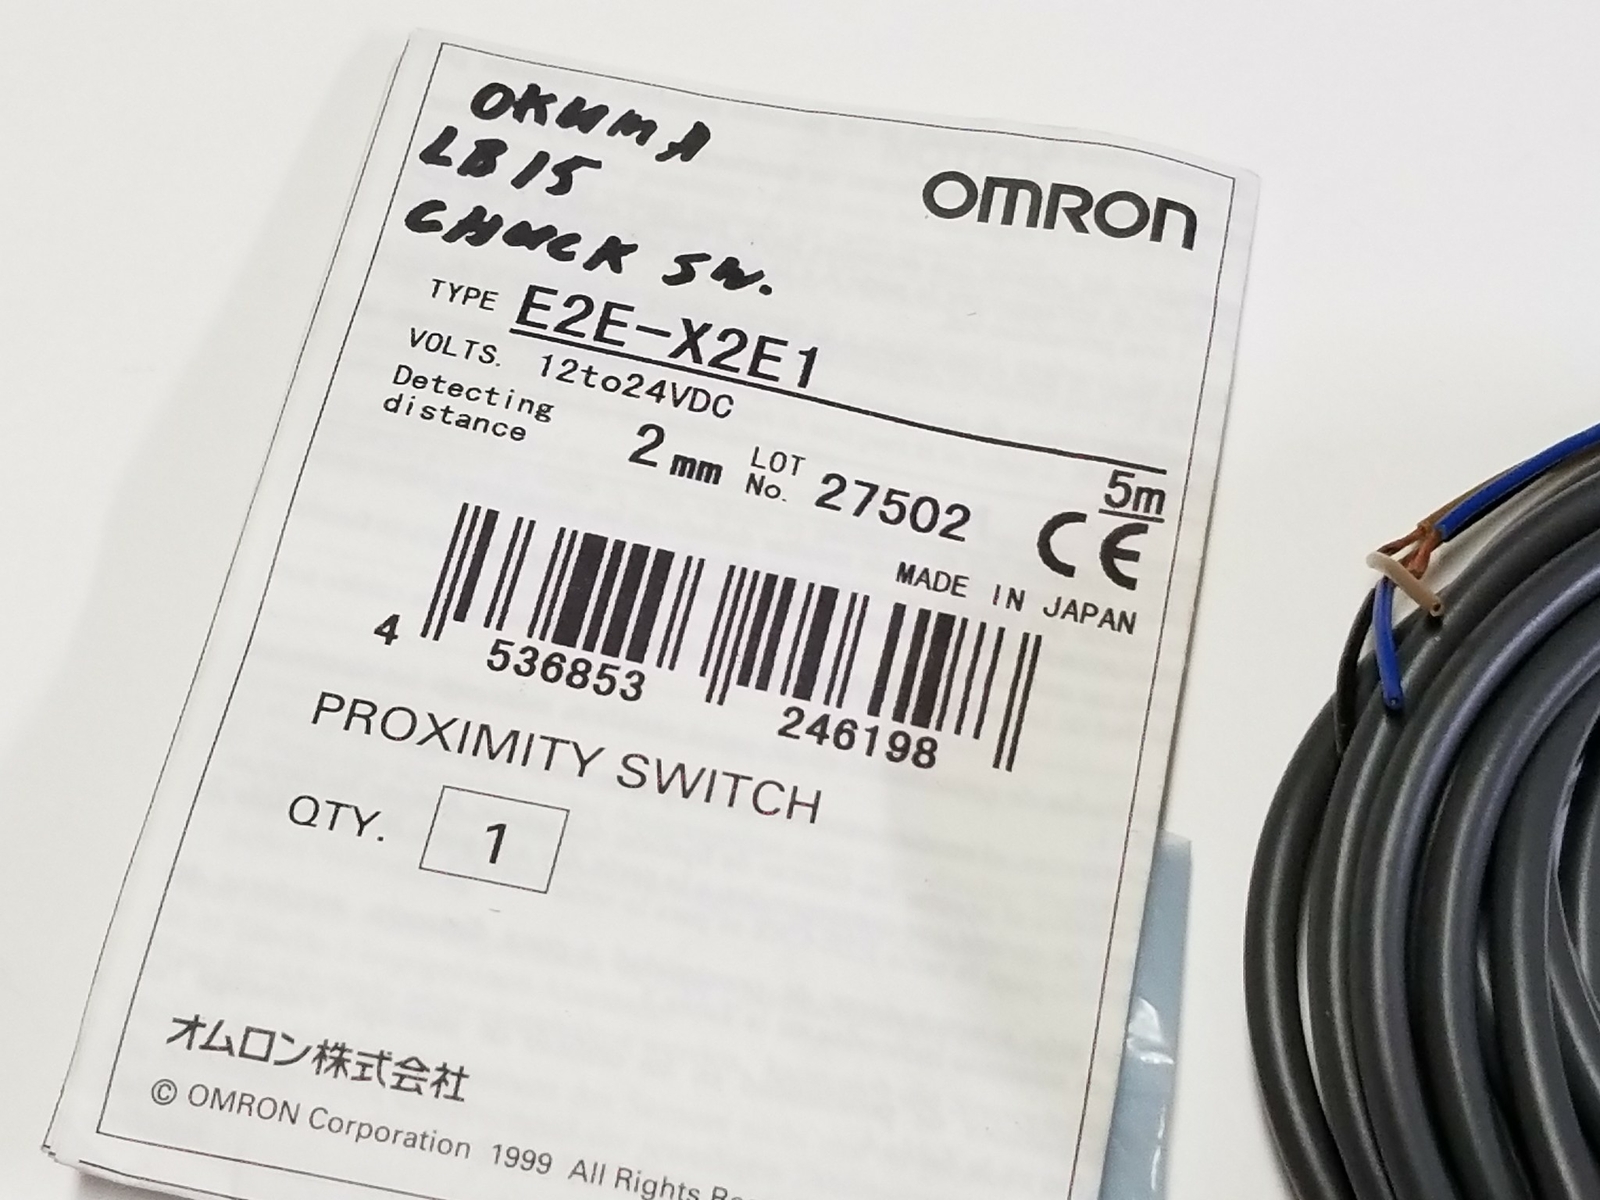 OKUMA
LB15
CHUCK SW.
OMRON
TYPE E2E-X2E1
VOLTS. 12to24VDC
5m
Detecting
distance
2mm
LOT
No.
27502
CE
MADE IN JAPAN
4 536853 246198
PROXIMITY SWITCH
QTY. 1
オムロン株式会社
© OMRON Corporation 1999 All Rights